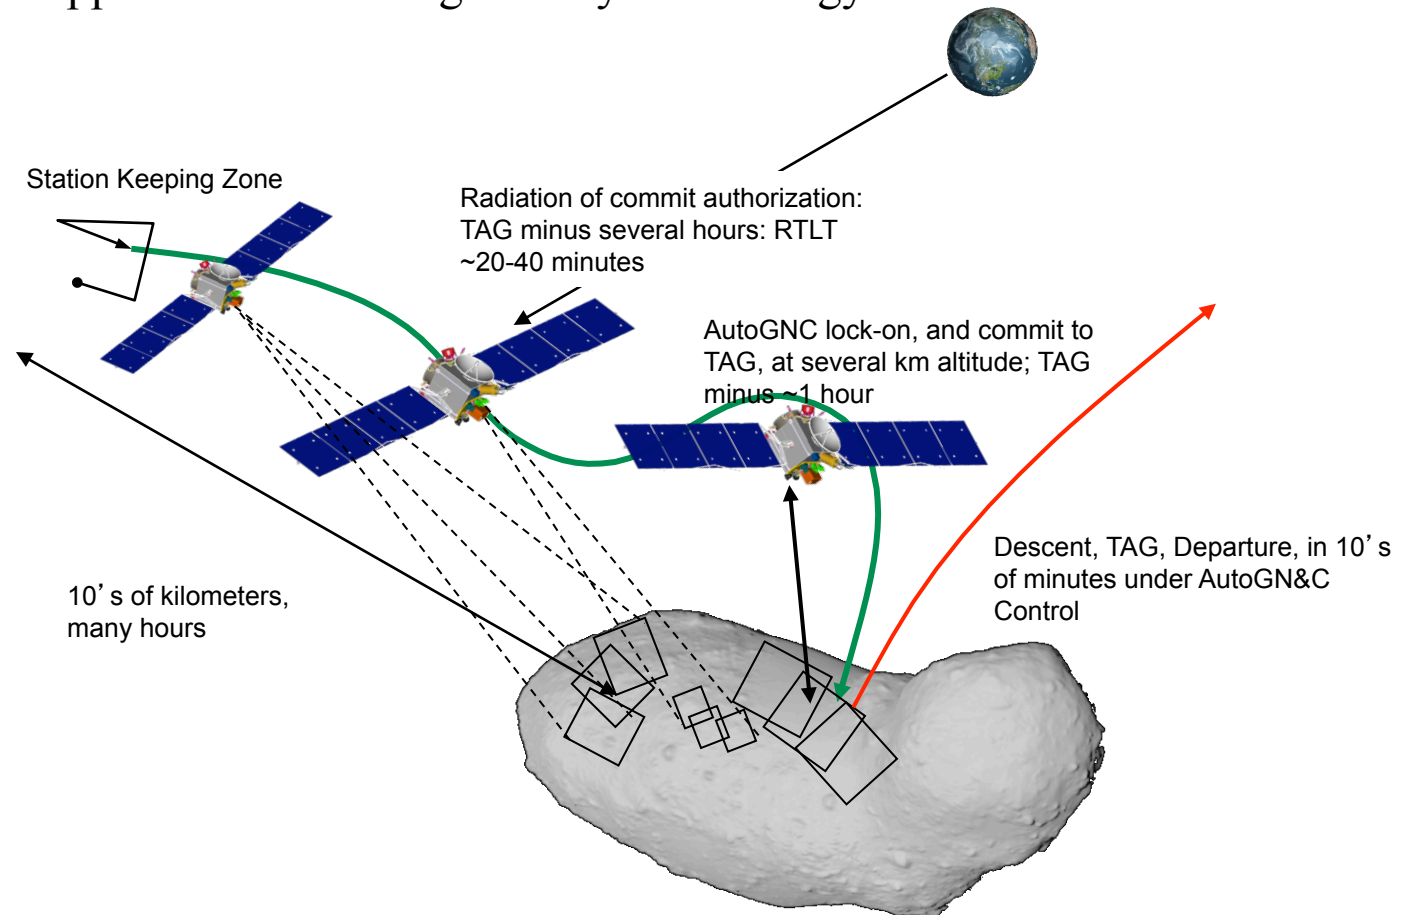 Station Keeping Zone
Radiation of commit authorization:
TAG minus several hours: RTLT
~20-40 minutes
AutoGNC lock-on, and commit to
TAG, at several km altitude; TAG
minus ~1 hour
Descent, TAG, Departure, in 10's
of minutes under AutoGN&C
Control
10's of kilometers,
many hours